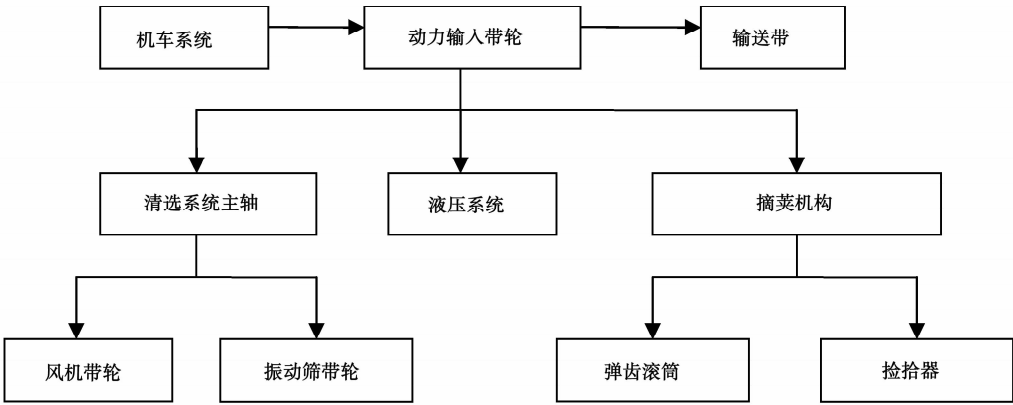 机车系统
动力输入带轮
输送带
清选系统主轴
液压系统
摘荚机构
风机带轮
振动筛带轮
弹齿滚筒
捡拾器